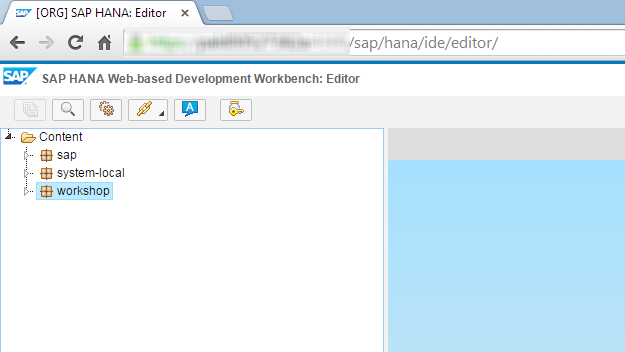 [ORG] SAP HANA: Editor
/sap/hana/ide/editor/
SAP SAP HANA Web-based Development Workbench: Editor
A
Content
sap
system-local
workshop